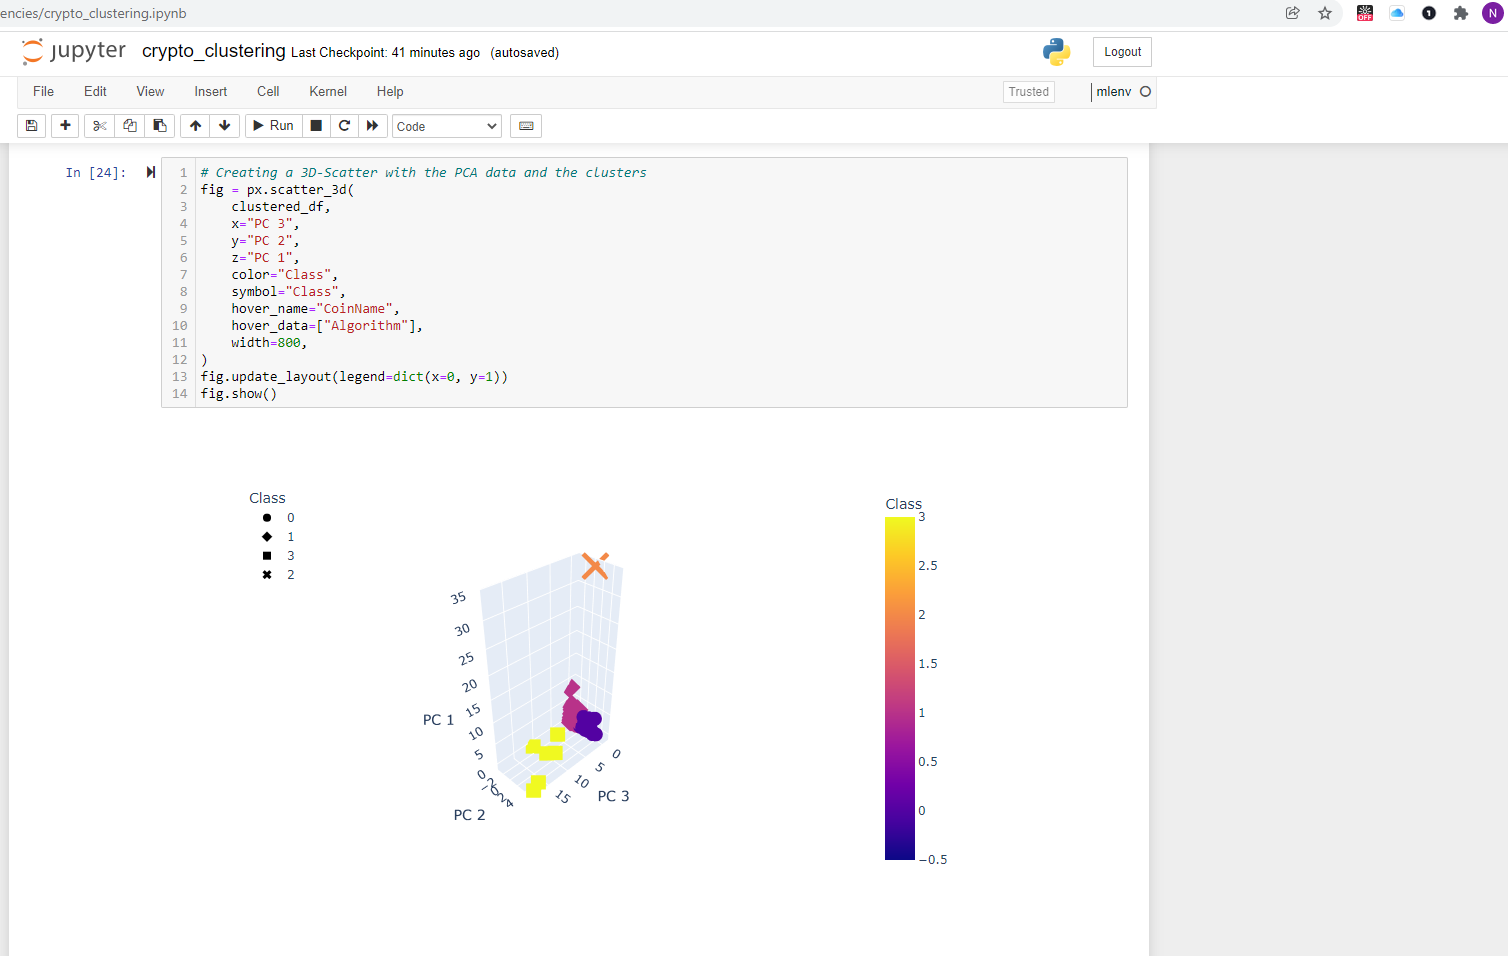 encies/crypto_clustering.ipynb
OFF
1
N
jupyter crypto_clustering Last Checkpoint: 41 minutes ago (autosaved)
Logout
File Edit View Insert Cell Kernel Help
Trusted
mlenv
Run
Code
In [24]:
1 # Creating a 3D-Scatter with the PCA data and the clusters
2 fig = px.scatter_3d(
3 clustered_df,
4 x="PC 3",
5 y="PC 2",
6 z="PC 1",
7 color="Class",
8 symbol="Class",
9 hover_name="CoinName",
10 hover_data=["Algorithm"],
11 width=800,
12 )
13 fig.update_layout(legend=dict(x=0, y=1))
14 fig.show()
Class
0
1
3
2
35
30
25
20
15
10
5
0
PC 1
−2
0
2
4
PC 2
0
5
10
15
PC 3
Class
3
2.5
2
1.5
1
0.5
0
−0.5